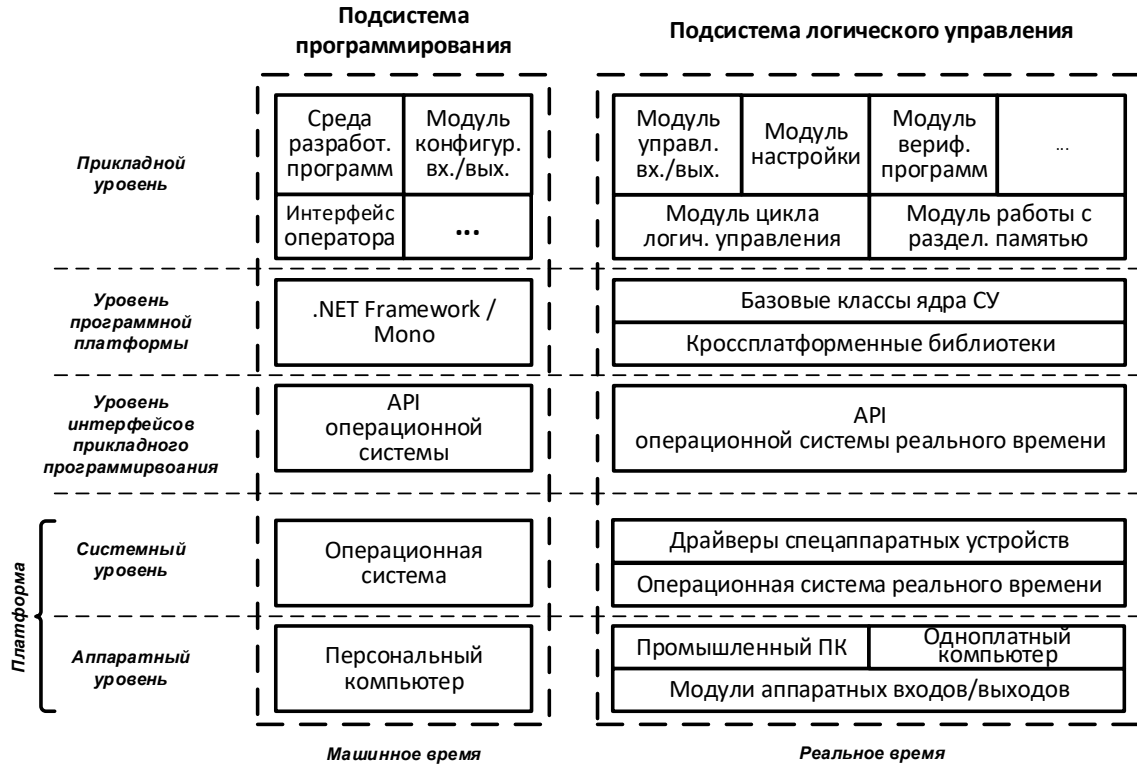 Подсистема
программирования
Подсистема логического управления
Прикладной
уровень
Среда
разработ.
программ
Модуль
конфигур.
вх./вых.
Интерфейс
оператора
...
Модуль
управл.
вх./вых.
Модуль
настройки
Модуль
вериф.
программ
...
Модуль цикла
логич. управления
Модуль работы с
раздел. памятью
Уровень
программной
платформы
.NET Framework /
Mono
Базовые классы ядра СУ
Кроссплатформенные библиотеки
Уровень
интерфейсов
прикладного
программирвоания
API
операционной
системы
API
операционной системы реального времени
Платформа
Системный
уровень
Операционная
система
Драйверы спецаппаратных устройств
Операционная система реального времени
Аппаратный
уровень
Персональный
компьютер
Промышленный ПК
Одноплатный
компьютер
Модули аппаратных входов/выходов
Машинное время
Реальное время